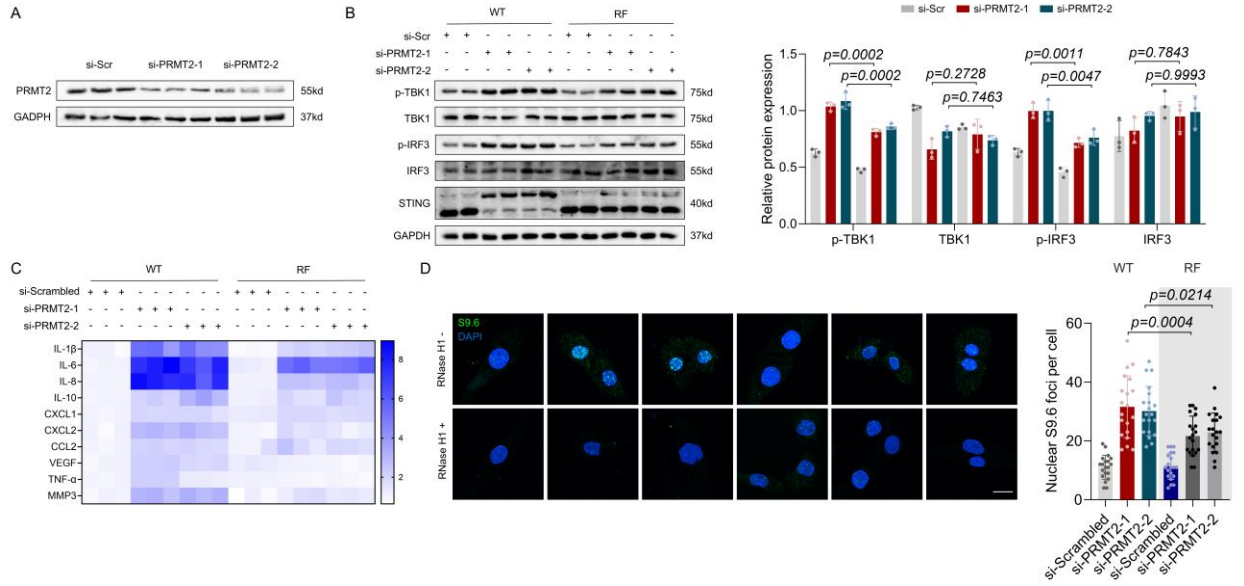 A
si-Scr si-PRMT2-1 si-PRMT2-2
PRMT2 55kd
GADPH 37kd
B
WT RF
si-Scr + + - - - - + + - - - -
si-PRMT2-1 - - + + - - - - + + - -
si-PRMT2-2 - - - - + + - - - - + +
p-TBK1 75kd
TBK1 75kd
p-IRF3 55kd
IRF3 55kd
STING 40kd
GAPDH 37kd
si-Scr si-PRMT2-1 si-PRMT2-2
Relative protein expression
1.5
1.0
0.5
0.0
p=0.0002
p=0.0002
p=0.2728
p=0.7463
p=0.0011
p=0.0047
p=0.7843
p=0.9993
p-TBK1 TBK1 p-IRF3 IRF3
C
WT RF
si-Scrambled + + + - - - - - - + + + - - - - - -
si-PRMT2-1 - - - + + + - - - - - - + + + - - -
si-PRMT2-2 - - - - - - + + + - - - - - - + + +
IL-1β
IL-6
IL-8
IL-10
CXCL1
CXCL2
CCL2
VEGF
TNF-α
MMP3
8
6
4
2
D
S9.6
DAPI
RNase H1 -
RNase H1 +
WT RF
p=0.0214
p=0.0004
Nuclear S9.6 foci per cell
60
40
20
0
si-Scrambled
si-PRMT2-1
si-PRMT2-2
si-Scrambled
si-PRMT2-1
si-PRMT2-2